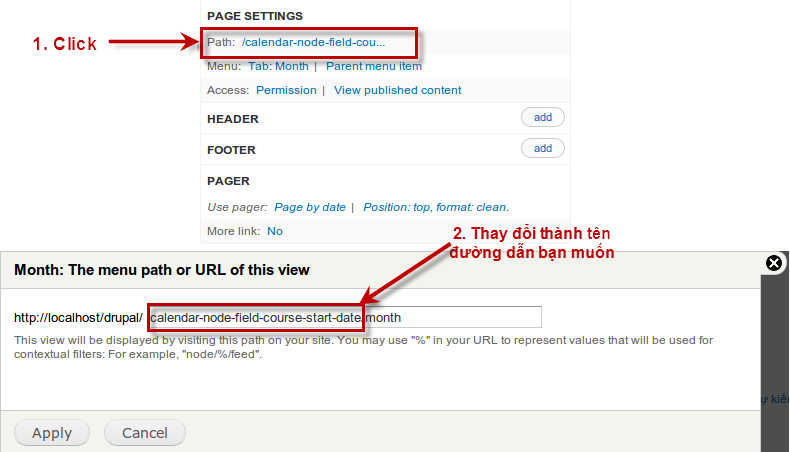 PAGE SETTINGS
1. Click
Path: /calendar-node-field-cou...
Menu: Tab: Month | Parent menu item
Access: Permission | View published content
HEADER add
FOOTER add
PAGER
Use pager: Page by date | Position: top, format: clean.
More link: No
2. Thay đổi thành tên
đường dẫn bạn muốn
Month: The menu path or URL of this view
http://localhost/drupal/ calendar-node-field-course-start-date/month
This view will be displayed by visiting this path on your site. You may use "%" in your URL to represent values that will be used for
contextual filters: For example, "node/%/feed".
Apply Cancel